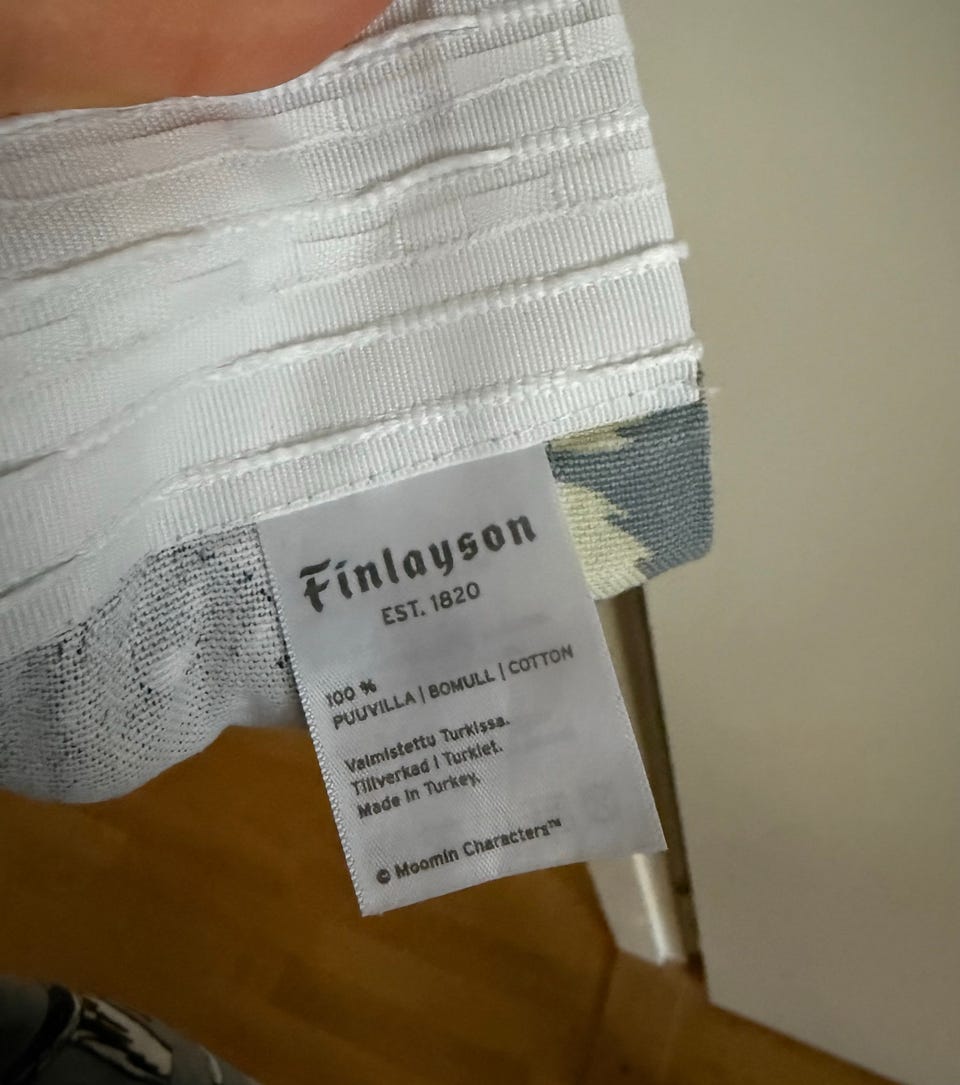 Finlayson
EST. 1820
100 %
PUUVILLA | BOMULL | COTTON
Valmistettu Turkissa.
Tillverkad i Turkiet.
Made in Turkey.
© Moomin Characters™